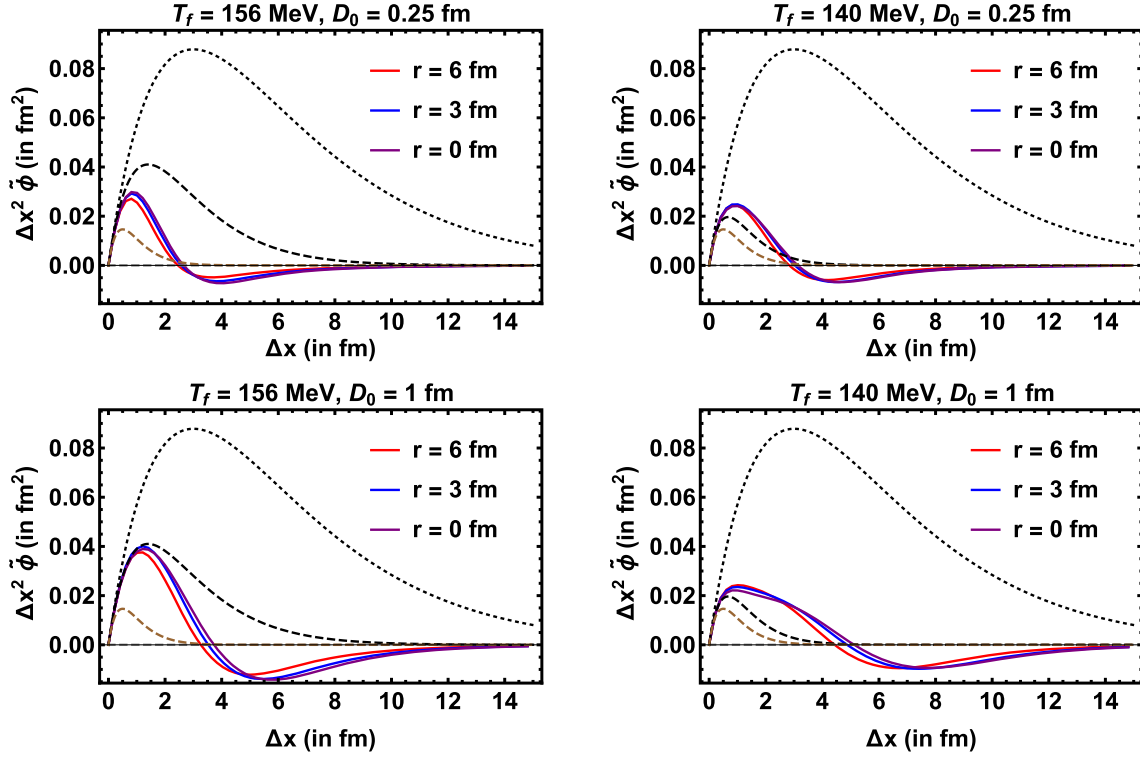 T_f = 156 MeV, D_0 = 0.25 fm
Δx² φ̃ (in fm²)
0.08
0.06
0.04
0.02
0.00
r = 6 fm
r = 3 fm
r = 0 fm
0 2 4 6 8 10 12 14
Δx (in fm)
T_f = 140 MeV, D_0 = 0.25 fm
Δx² φ̃ (in fm²)
0.08
0.06
0.04
0.02
0.00
r = 6 fm
r = 3 fm
r = 0 fm
0 2 4 6 8 10 12 14
Δx (in fm)
T_f = 156 MeV, D_0 = 1 fm
Δx² φ̃ (in fm²)
0.08
0.06
0.04
0.02
0.00
r = 6 fm
r = 3 fm
r = 0 fm
0 2 4 6 8 10 12 14
Δx (in fm)
T_f = 140 MeV, D_0 = 1 fm
Δx² φ̃ (in fm²)
0.08
0.06
0.04
0.02
0.00
r = 6 fm
r = 3 fm
r = 0 fm
0 2 4 6 8 10 12 14
Δx (in fm)